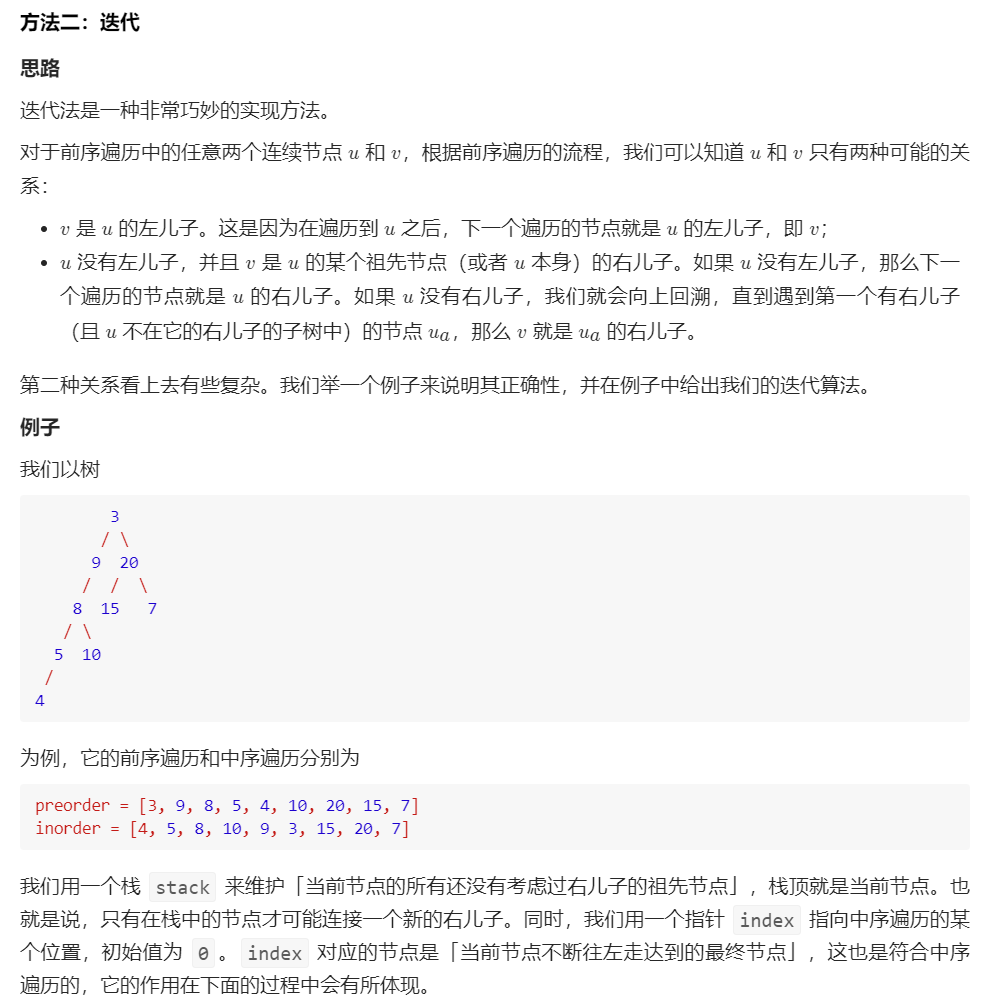 方法二：迭代
思路
迭代法是一种非常巧妙的实现方法。
对于前序遍历中的任意两个连续节点 u 和 v，根据前序遍历的流程，我们可以知道 u 和 v 只有两种可能的关
系：
• v 是 u 的左儿子。这是因为在遍历到 u 之后，下一个遍历的节点就是 u 的左儿子，即 v；
• u 没有左儿子，并且 v 是 u 的某个祖先节点（或者 u 本身）的右儿子。如果 u 没有左儿子，那么下一
个遍历的节点就是 u 的右儿子。如果 u 没有右儿子，我们就会向上回溯，直到遇到第一个有右儿子
（且 u 不在它的右儿子的子树中）的节点 u_a，那么 v 就是 u_a 的右儿子。
第二种关系看上去有些复杂。我们举一个例子来说明其正确性，并在例子中给出我们的迭代算法。
例子
我们以树
        3
       / \
      9  20
     /  /  \
    8  15   7
   / \
  5  10
 /
4
为例，它的前序遍历和中序遍历分别为
preorder = [3, 9, 8, 5, 4, 10, 20, 15, 7]
inorder = [4, 5, 8, 10, 9, 3, 15, 20, 7]
我们用一个栈 stack 来维护「当前节点的所有还没有考虑过右儿子的祖先节点」，栈顶就是当前节点。也
就是说，只有在栈中的节点才可能连接一个新的右儿子。同时，我们用一个指针 index 指向中序遍历的某
个位置，初始值为 0 。 index 对应的节点是「当前节点不断往左走达到的最终节点」，这也是符合中序
遍历的，它的作用在下面的过程中会有所体现。